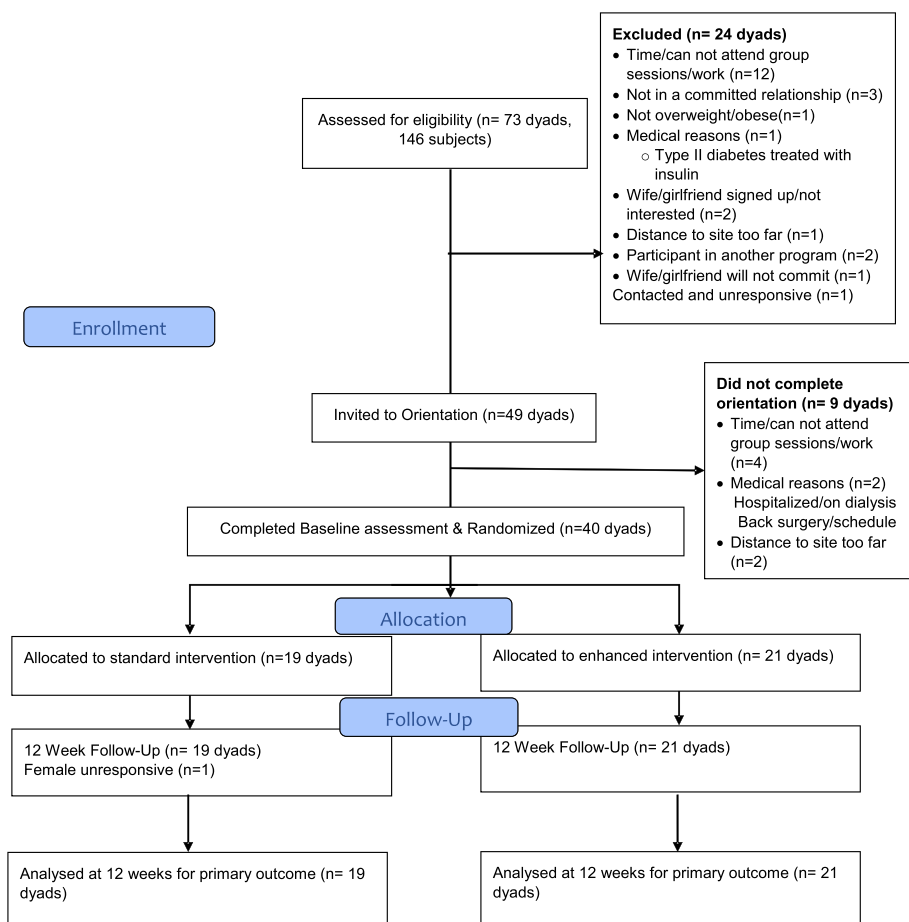 Excluded (n= 24 dyads)
• Time/can not attend group
sessions/work (n=12)
• Not in a committed relationship (n=3)
• Not overweight/obese(n=1)
• Medical reasons (n=1)
○ Type II diabetes treated with
insulin
• Wife/girlfriend signed up/not
interested (n=2)
• Distance to site too far (n=1)
• Participant in another program (n=2)
• Wife/girlfriend will not commit (n=1)
Contacted and unresponsive (n=1)
Assessed for eligibility (n= 73 dyads,
146 subjects)
Enrollment
Invited to Orientation (n=49 dyads)
Did not complete
orientation (n= 9 dyads)
• Time/can not attend
group sessions/work
(n=4)
• Medical reasons (n=2)
Hospitalized/on dialysis
Back surgery/schedule
• Distance to site too far
(n=2)
Completed Baseline assessment & Randomized (n=40 dyads)
Allocation
Allocated to standard intervention (n=19 dyads)
Allocated to enhanced intervention (n= 21 dyads)
Follow-Up
12 Week Follow-Up (n= 19 dyads)
Female unresponsive (n=1)
12 Week Follow-Up (n= 21 dyads)
Analysed at 12 weeks for primary outcome (n= 19
dyads)
Analysed at 12 weeks for primary outcome (n= 21
dyads)